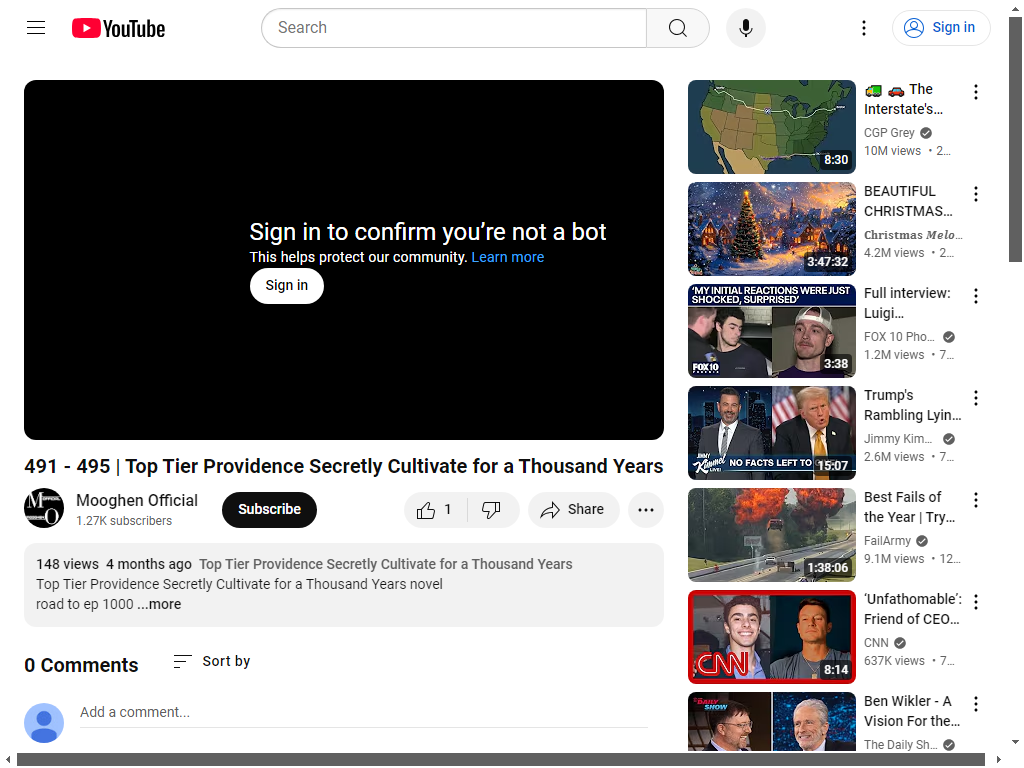 YouTube
Search
Sign in
Sign in to confirm you’re not a bot
This helps protect our community. Learn more
Sign in
491 - 495 | Top Tier Providence Secretly Cultivate for a Thousand Years
Mooghen Official
1.27K subscribers
Subscribe
1
Share
148 views 4 months ago Top Tier Providence Secretly Cultivate for a Thousand Years
Top Tier Providence Secretly Cultivate for a Thousand Years novel
road to ep 1000 ...more
0 Comments
Sort by
Add a comment...
8:30
The
Interstate's...
CGP Grey
10M views • 2...
3:47:32
BEAUTIFUL
CHRISTMAS...
Christmas Melo...
4.2M views • 2...
‘MY INITIAL REACTIONS WERE JUST
SHOCKED, SURPRISED’
FOX 10
3:38
Full interview:
Luigi...
FOX 10 Pho...
1.2M views • 7...
Jimmy
KIMMEL
LIVE!
NO FACTS LEFT TO
15:07
Trump's
Rambling Lyin...
Jimmy Kim...
2.6M views • 7...
1:38:06
Best Fails of
the Year | Try...
FailArmy
9.1M views • 12...
CNN
8:14
‘Unfathomable’:
Friend of CEO...
CNN
637K views • 7...
THE DAILY
SHOW
Ben Wikler - A
Vision For the...
The Daily Sh...